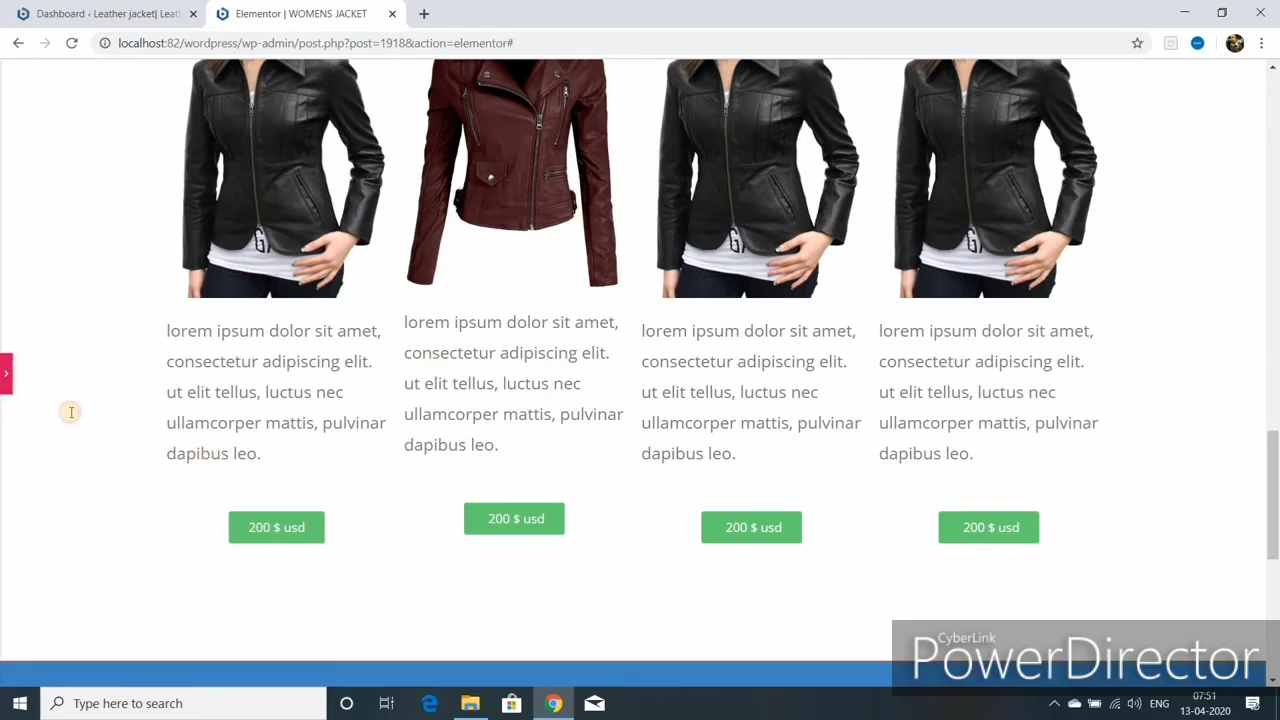 Dashboard ‹ Leather jacket| Leat
Elementor | WOMENS JACKET
localhost:82/wordpress/wp-admin/post.php?post=1918&action=elementor#
lorem ipsum dolor sit amet,
consectetur adipiscing elit.
ut elit tellus, luctus nec
ullamcorper mattis, pulvinar
dapibus leo.
200 $ usd
lorem ipsum dolor sit amet,
consectetur adipiscing elit.
ut elit tellus, luctus nec
ullamcorper mattis, pulvinar
dapibus leo.
200 $ usd
lorem ipsum dolor sit amet,
consectetur adipiscing elit.
ut elit tellus, luctus nec
ullamcorper mattis, pulvinar
dapibus leo.
200 $ usd
lorem ipsum dolor sit amet,
consectetur adipiscing elit.
ut elit tellus, luctus nec
ullamcorper mattis, pulvinar
dapibus leo.
200 $ usd
CyberLink
PowerDirector
Type here to search
ENG
07:51
13-04-2020